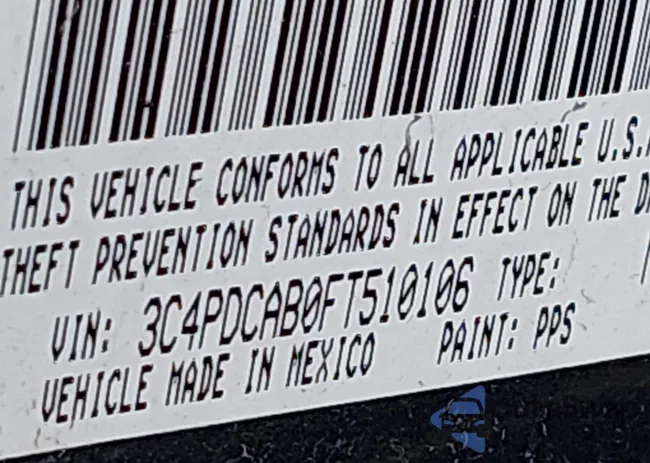 THIS VEHICLE CONFORMS TO ALL APPLICABLE U.S.
THEFT PREVENTION STANDARDS IN EFFECT ON THE
VIN: 3C4PDCAB0FT510106 TYPE:
VEHICLE MADE IN MEXICO PAINT: PPS